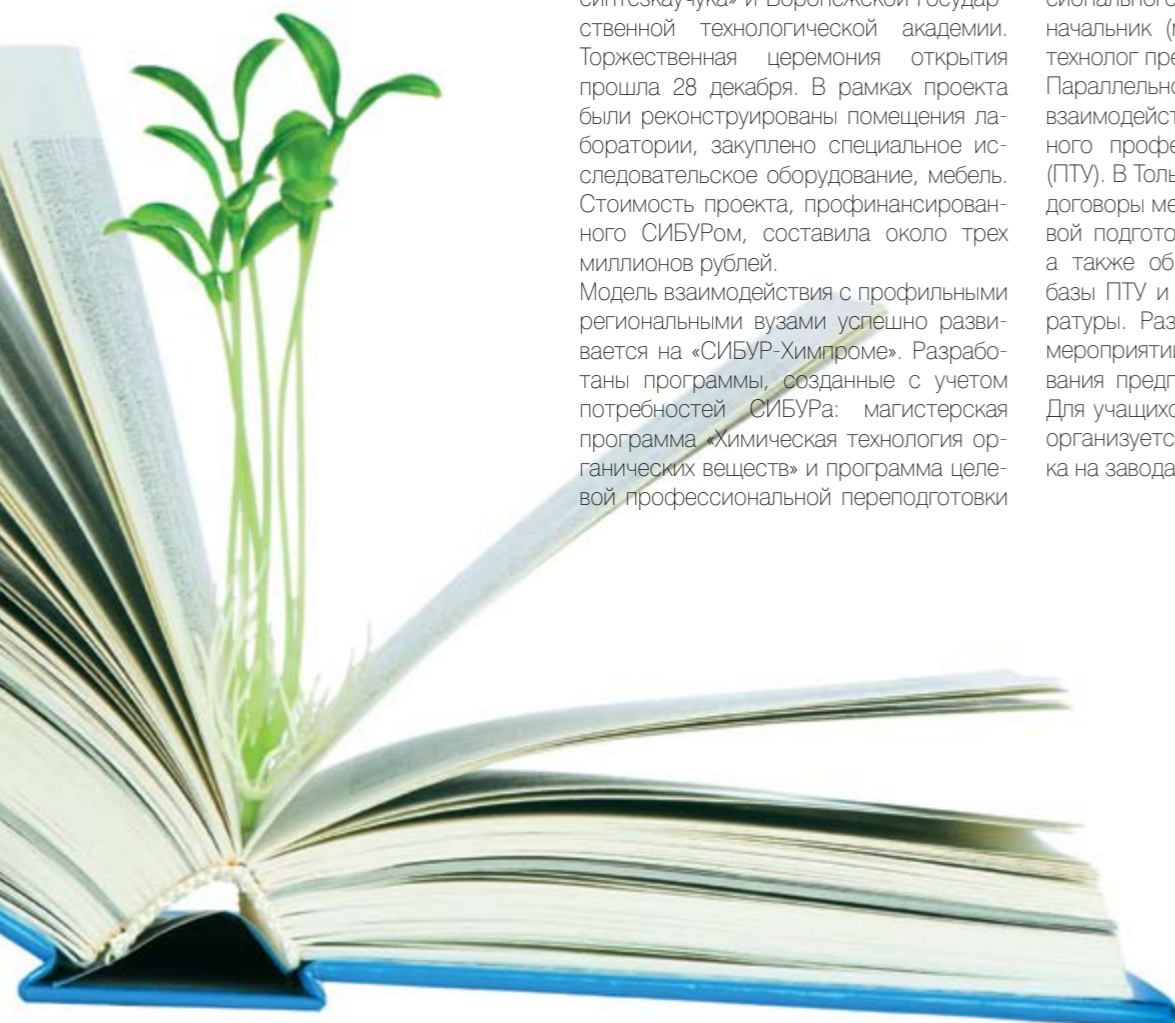 синтезкаучука» и Воронежской государ-
ственной технологической академии.
Торжественная церемония открытия
прошла 28 декабря. В рамках проекта
были реконструированы помещения ла-
боратории, закуплено специальное ис-
следовательское оборудование, мебель.
Стоимость проекта, профинансирован-
ного СИБУРом, составила около трех
миллионов рублей.
Модель взаимодействия с профильными
региональными вузами успешно разви-
вается на «СИБУР-Химпроме». Разрабо-
таны программы, созданные с учетом
потребностей СИБУРа: магистерская
программа «Химическая технология ор-
ганических веществ» и программа целе-
вой профессиональной переподготовки
сионального
начальник
технолог
Параллельно
взаимодейст
ного профе
(ПТУ). В Толь
договоры ме
вой подгото
а также об
базы ПТУ и
ратуры. Раз
мероприяти
вания предп
Для учащихс
организуетс
ка на завода